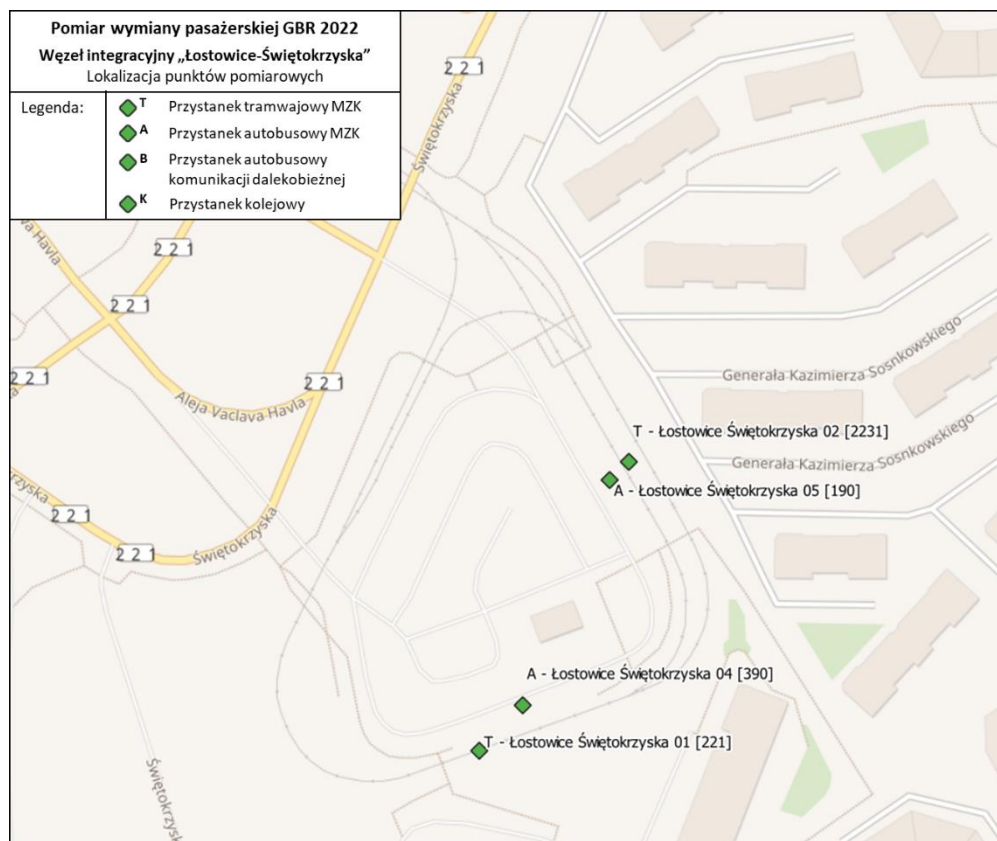 Pomiar wymiany pasażerskiej GBR 2022
Węzeł integracyjny „Łostowice-Świętokrzyska”
Lokalizacja punktów pomiarowych
Legenda:
T Przystanek tramwajowy MZK
A Przystanek autobusowy MZK
B Przystanek autobusowy
komunikacji dalekobieżnej
K Przystanek kolejowy
221
Świętokrzyska
Havla
221
221
221
221
Aleja Vaclava Havla
Generała Kazimierza Sosnkowskiego
T - Łostowice Świętokrzyska 02 [2231]
Generała Kazimierza Sosnkowskiego
A - Łostowice Świętokrzyska 05 [190]
221
221
Świętokrzyska
A - Łostowice Świętokrzyska 04 [390]
T - Łostowice Świętokrzyska 01 [221]
Świętokrzysk